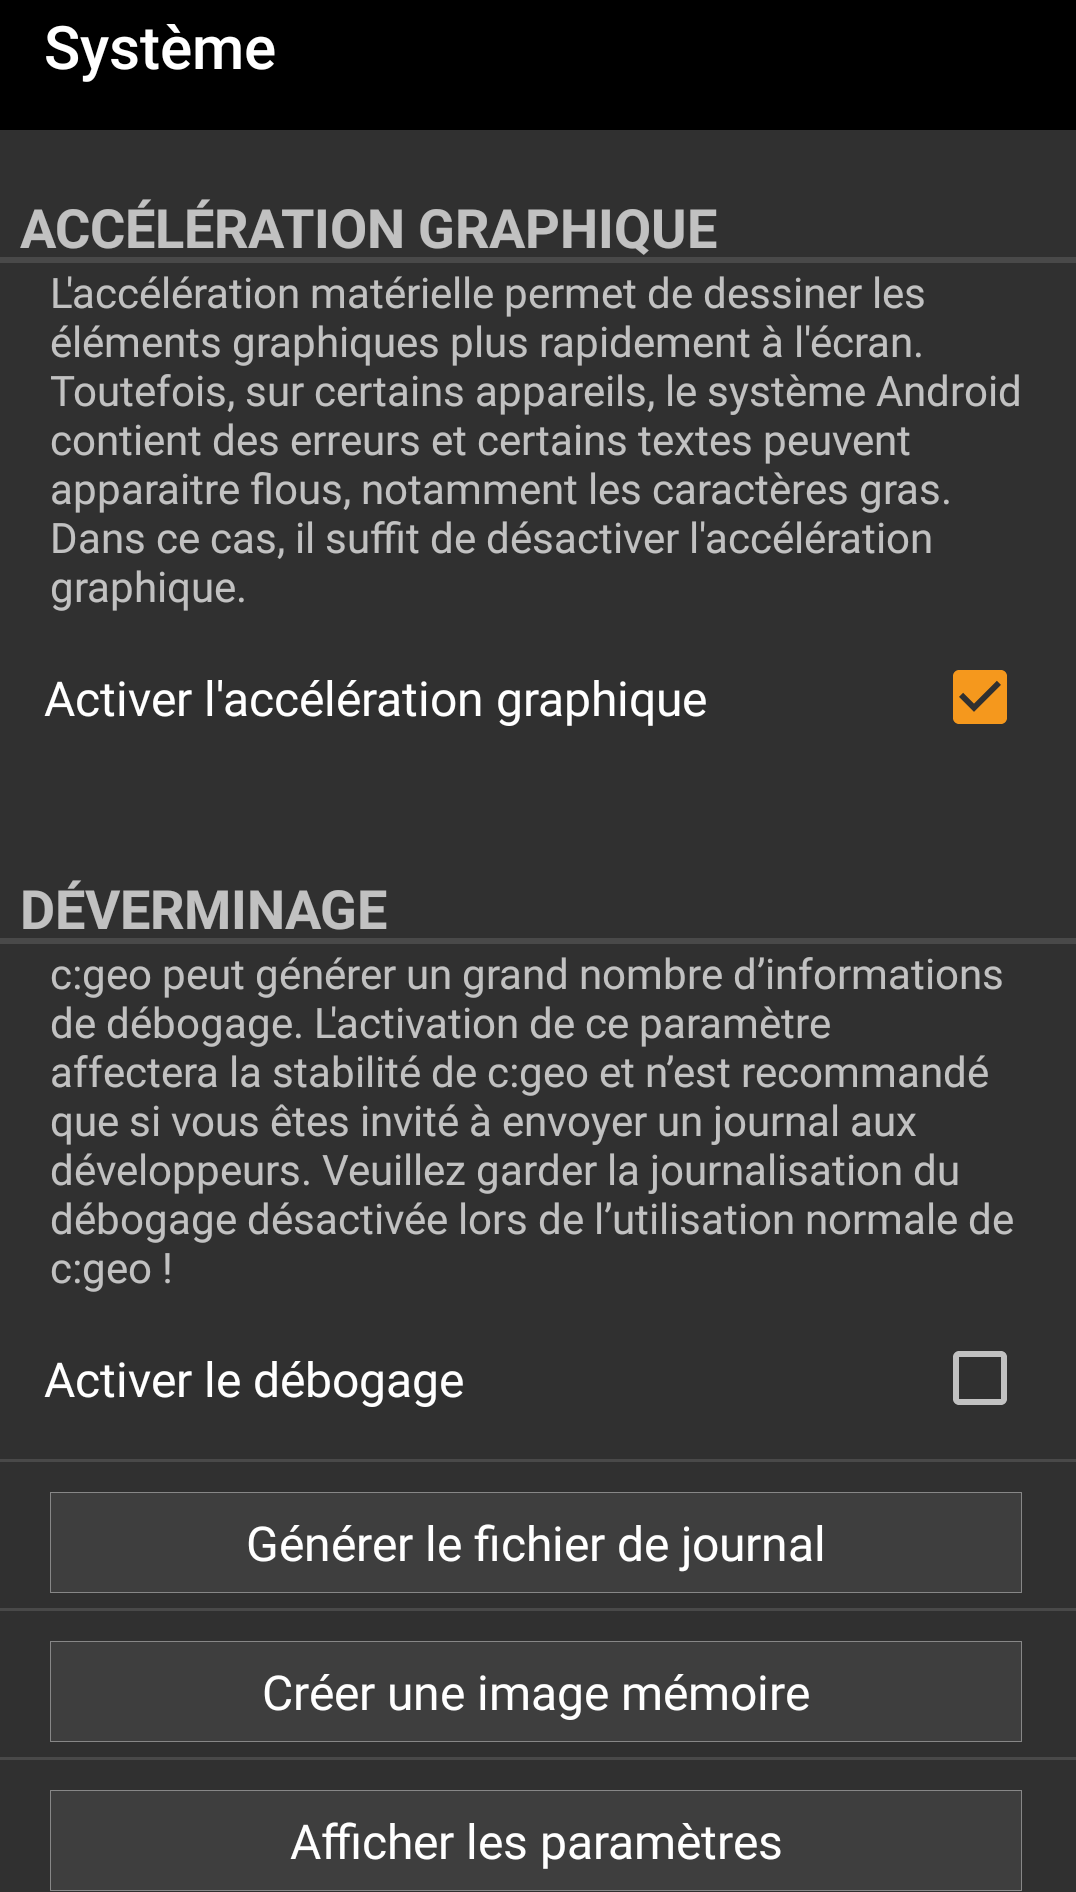 Système
ACCÉLÉRATION GRAPHIQUE
L'accélération matérielle permet de dessiner les
éléments graphiques plus rapidement à l'écran.
Toutefois, sur certains appareils, le système Android
contient des erreurs et certains textes peuvent
apparaitre flous, notamment les caractères gras.
Dans ce cas, il suffit de désactiver l'accélération
graphique.
Activer l'accélération graphique
DÉVERMINAGE
c:geo peut générer un grand nombre d’informations
de débogage. L'activation de ce paramètre
affectera la stabilité de c:geo et n’est recommandé
que si vous êtes invité à envoyer un journal aux
développeurs. Veuillez garder la journalisation du
débogage désactivée lors de l’utilisation normale de
c:geo !
Activer le débogage
Générer le fichier de journal
Créer une image mémoire
Afficher les paramètres